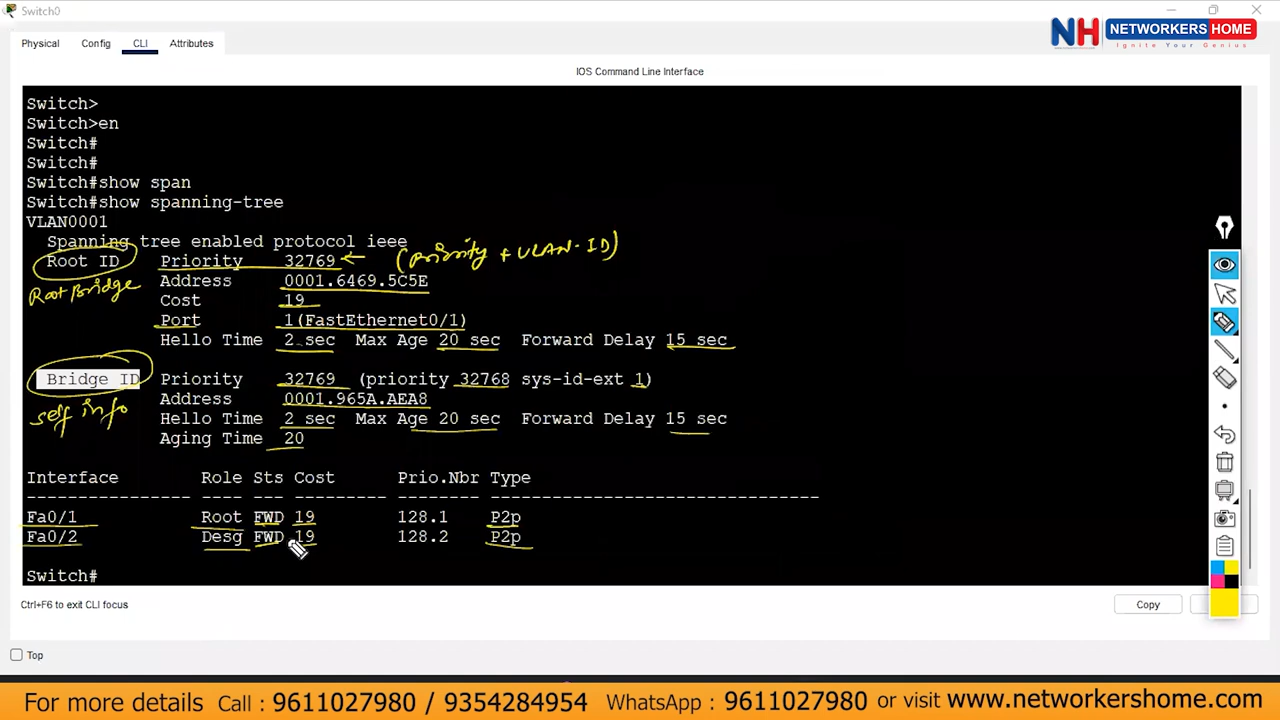 Switch0
NH NETWORKERS HOME
Ignite Your Genius
Physical Config CLI Attributes
IOS Command Line Interface
Switch>
Switch>en
Switch#
Switch#
Switch#show span
Switch#show spanning-tree
VLAN0001
Spanning tree enabled protocol ieee
Root ID Priority 32769 ← (priority + VLAN-ID)
Root Bridge Address 0001.6469.5C5E
Cost 19
Port 1(FastEthernet0/1)
Hello Time 2 sec Max Age 20 sec Forward Delay 15 sec
Bridge ID Priority 32769 (priority 32768 sys-id-ext 1)
self info Address 0001.965A.AEA8
Hello Time 2 sec Max Age 20 sec Forward Delay 15 sec
Aging Time 20
Interface Role Sts Cost Prio.Nbr Type
---------------- ---- --- --------- -------- --------------------------------
Fa0/1 Root FWD 19 128.1 P2p
Fa0/2 Desg FWD 19 128.2 P2p
Switch#
Ctrl+F6 to exit CLI focus
Copy
Top
For more details Call : 9611027980 / 9354284954 WhatsApp : 9611027980 or visit www.networkershome.com